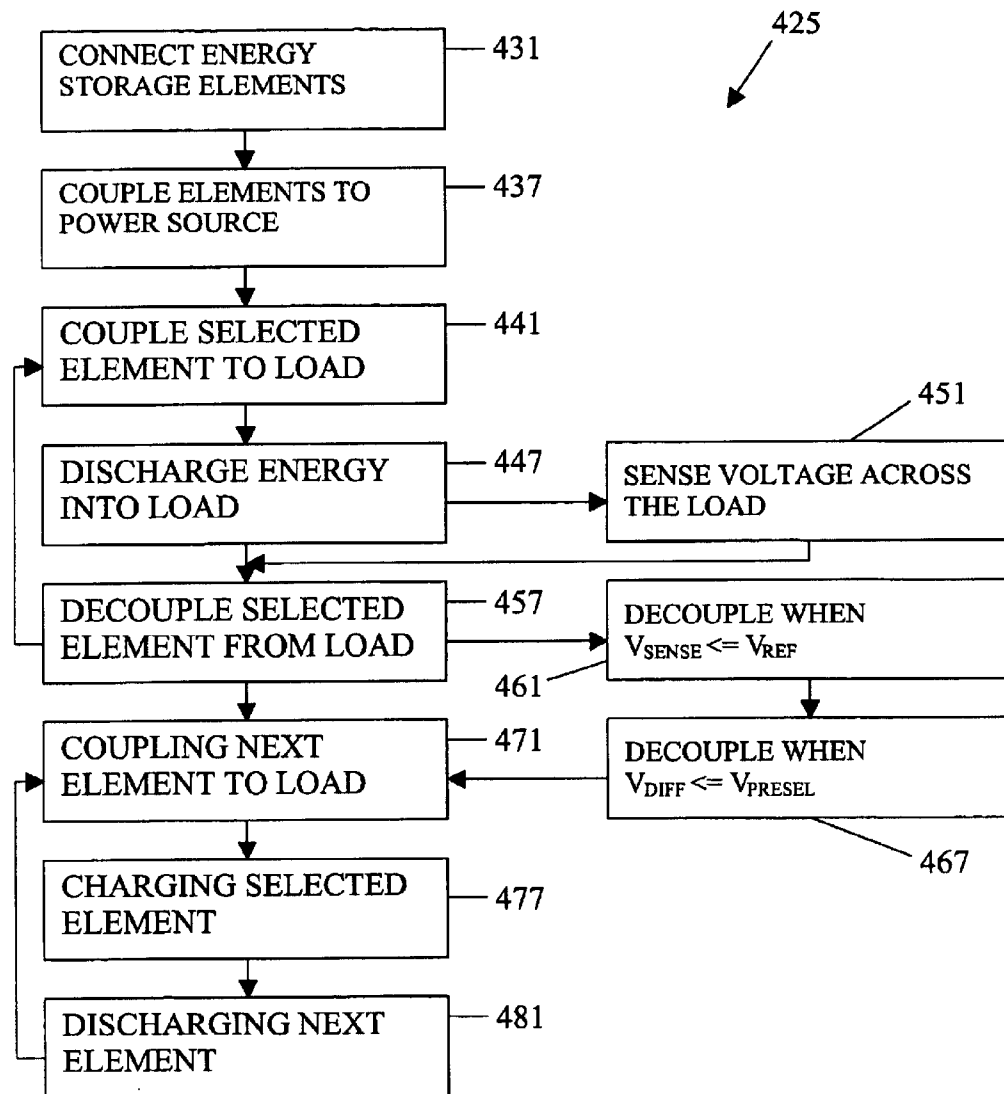 425
CONNECT ENERGY
STORAGE ELEMENTS
431
COUPLE ELEMENTS TO
POWER SOURCE
437
COUPLE SELECTED
ELEMENT TO LOAD
441
DISCHARGE ENERGY
INTO LOAD
447
SENSE VOLTAGE ACROSS
THE LOAD
451
DECOUPLE SELECTED
ELEMENT FROM LOAD
457
DECOUPLE WHEN
VSENSE <= VREF
461
COUPLING NEXT
ELEMENT TO LOAD
471
DECOUPLE WHEN
VDIFF <= VPRESEL
467
CHARGING SELECTED
ELEMENT
477
DISCHARGING NEXT
ELEMENT
481